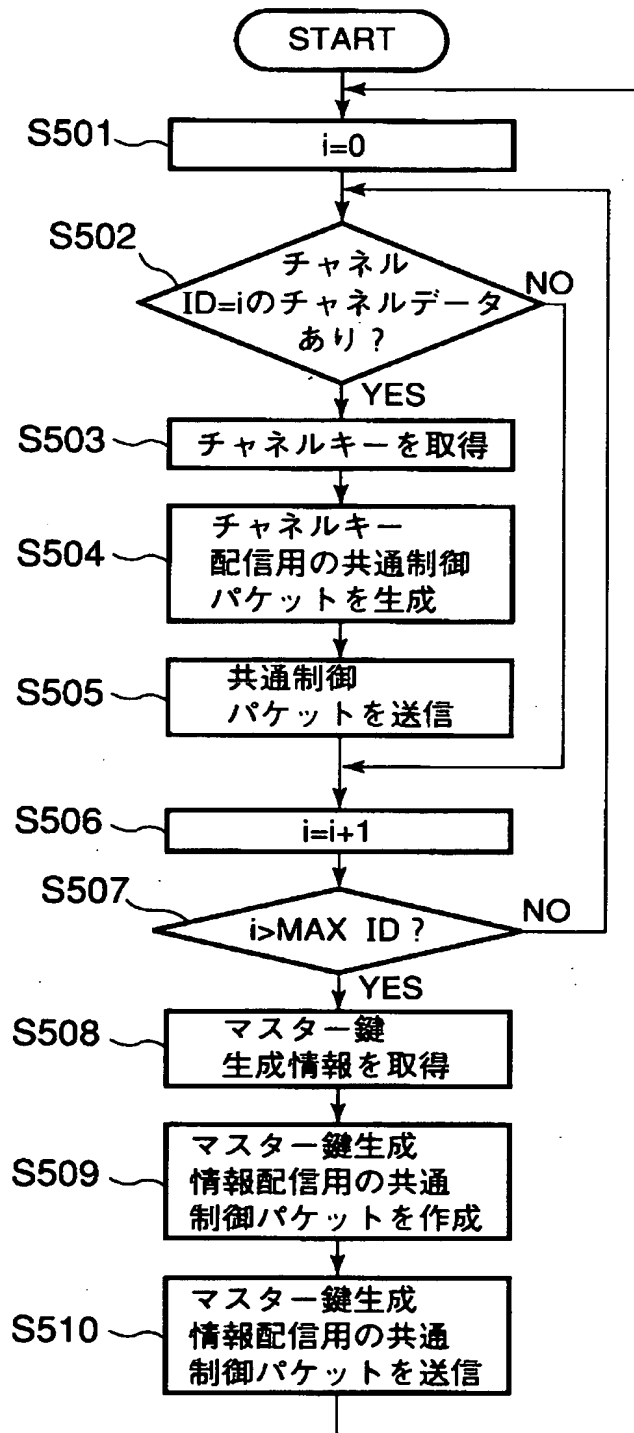 START
S501
i=0
S502
チャネル
ID=iのチャネルデータ
あり?
NO
YES
S503
チャネルキーを取得
S504
チャネルキー
配信用の共通制御
パケットを生成
S505
共通制御
パケットを送信
S506
i=i+1
S507
i>MAX ID?
NO
YES
S508
マスター鍵
生成情報を取得
S509
マスター鍵生成
情報配信用の共通
制御パケットを作成
S510
マスター鍵生成
情報配信用の共通
制御パケットを送信